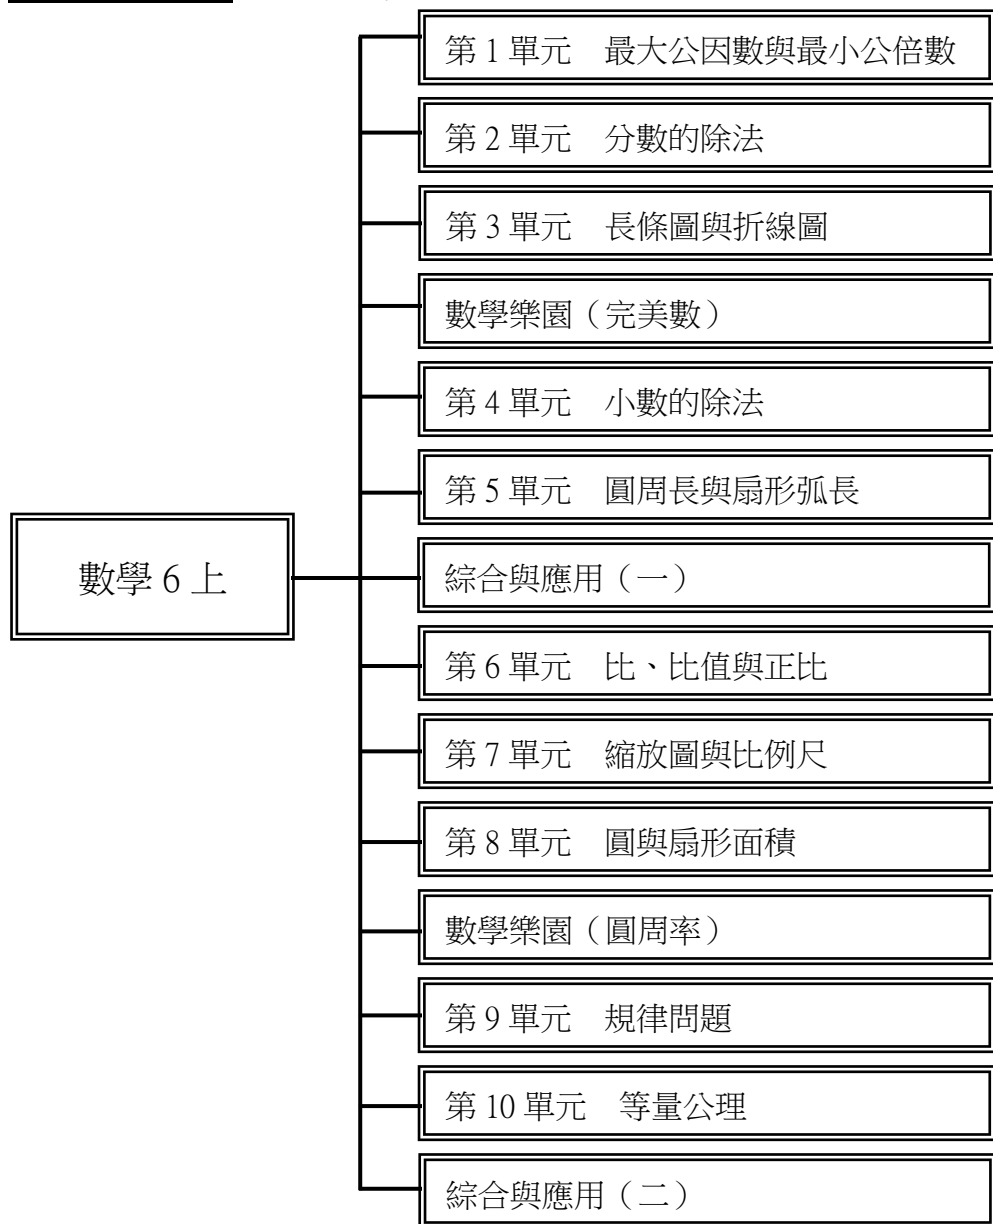 數學 6 上
第 1 單元　最大公因數與最小公倍數
第 2 單元　分數的除法
第 3 單元　長條圖與折線圖
數學樂園（完美數）
第 4 單元　小數的除法
第 5 單元　圓周長與扇形弧長
綜合與應用（一）
第 6 單元　比、比值與正比
第 7 單元　縮放圖與比例尺
第 8 單元　圓與扇形面積
數學樂園（圓周率）
第 9 單元　規律問題
第 10 單元　等量公理
綜合與應用（二）